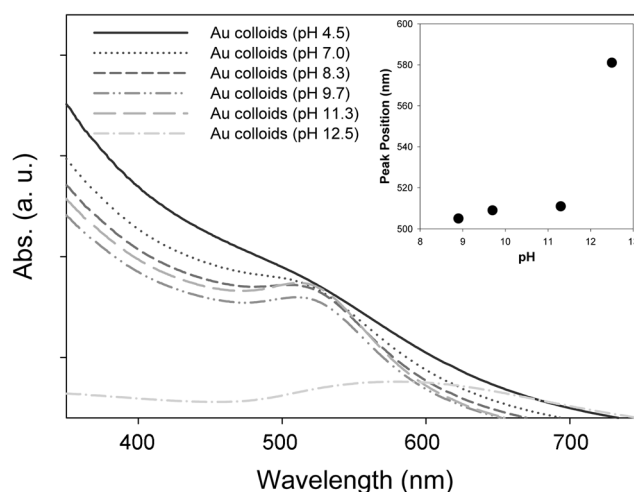 Au colloids (pH 4.5)
Au colloids (pH 7.0)
Au colloids (pH 8.3)
Au colloids (pH 9.7)
Au colloids (pH 11.3)
Au colloids (pH 12.5)
Abs. (a. u.)
400 500 600 700
Wavelength (nm)
Peak Position (nm)
600
580
560
540
520
500
8 9 10 11 12 13
pH